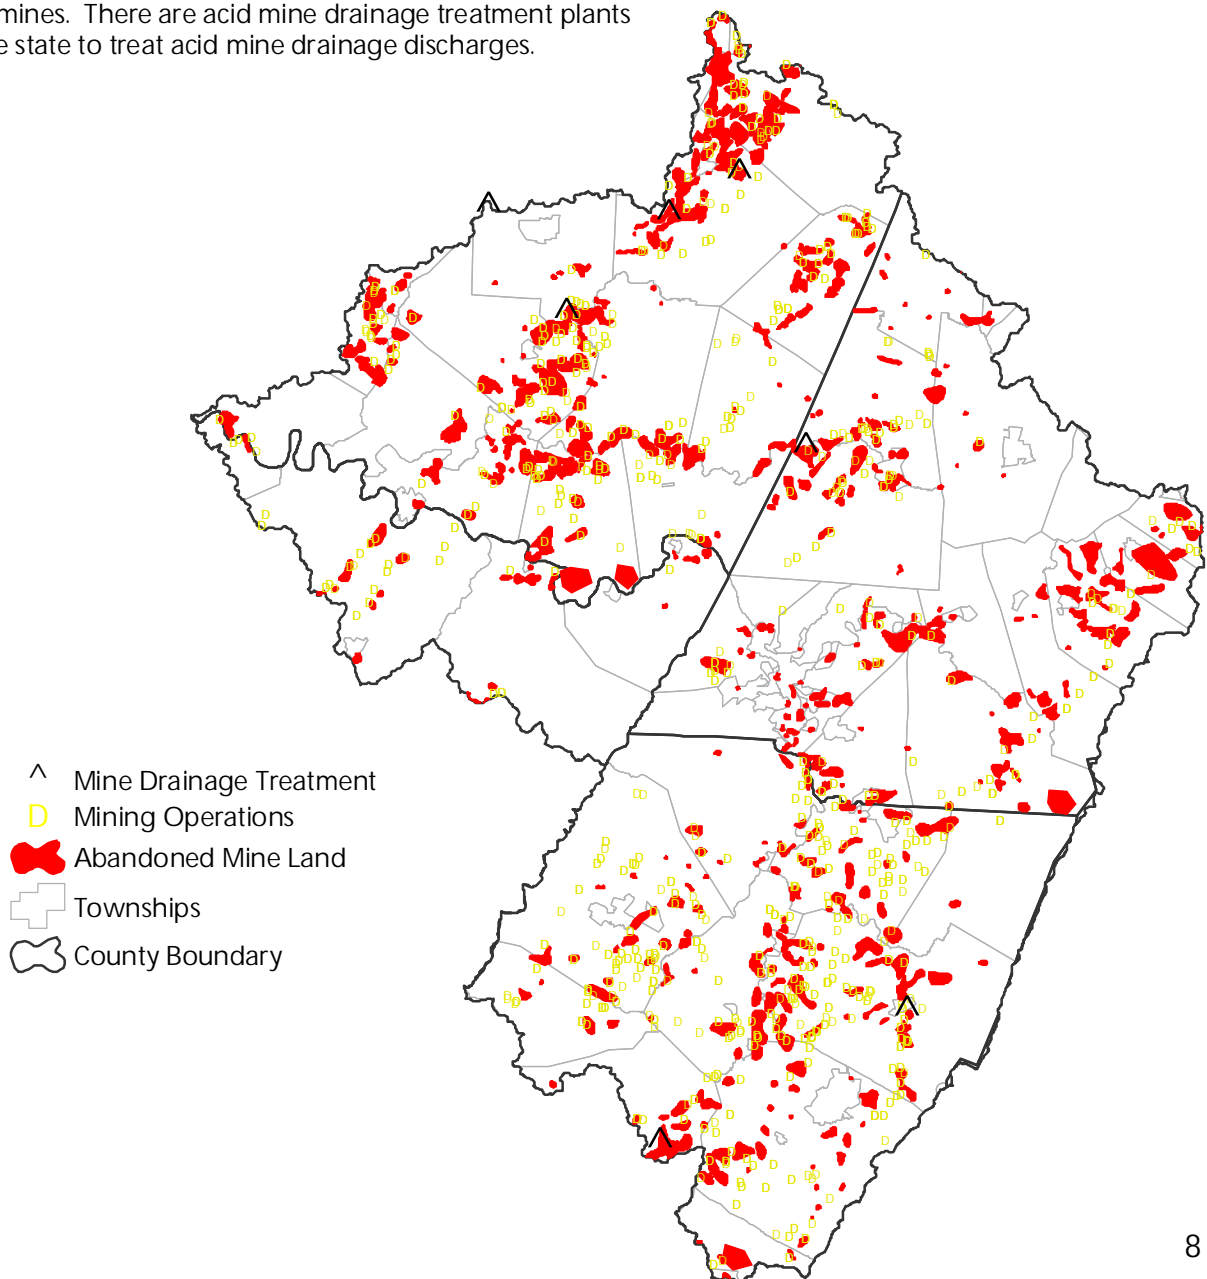 mines. There are acid mine drainage treatment plants
e state to treat acid mine drainage discharges.
Mine Drainage Treatment
D Mining Operations
Abandoned Mine Land
Townships
County Boundary
8